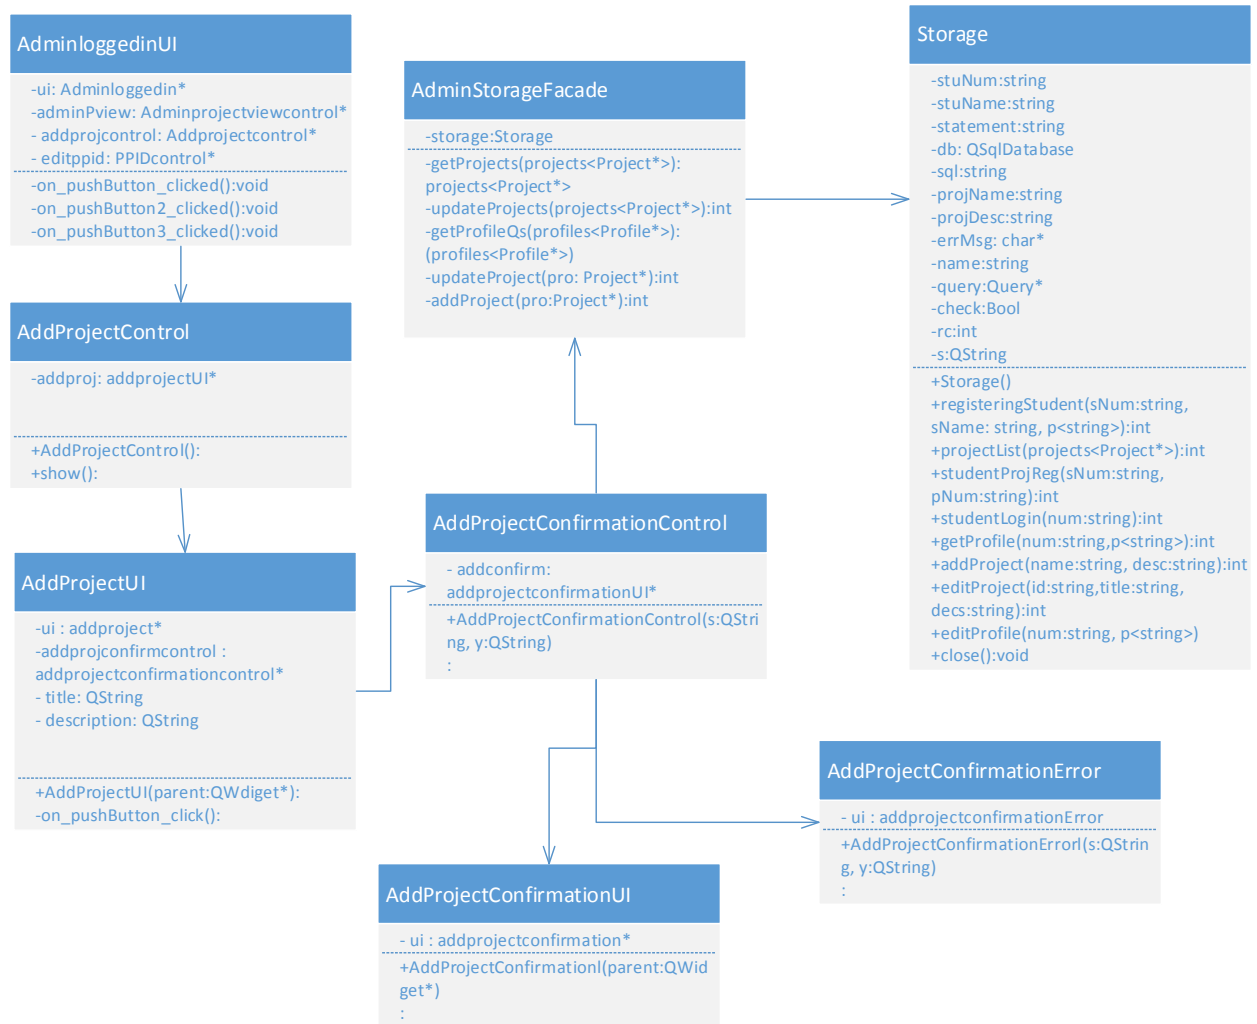 AdminloggedinUI
-ui: Adminloggedin*
-adminPview: Adminprojectviewcontrol*
- addprojcontrol: Addprojectcontrol*
- editppid: PPIDcontrol*
-on_pushButton_clicked():void
-on_pushButton2_clicked():void
-on_pushButton3_clicked():void
AddProjectControl
-addproj: addprojectUI*
+AddProjectControl():
+show():
AddProjectUI
-ui : addproject*
-addprojconfirmcontrol :
addprojectconfirmationcontrol*
- title: QString
- description: QString
+AddProjectUI(parent:QWdiget*):
-on_pushButton_click():
AdminStorageFacade
-storage:Storage
-getProjects(projects<Project*>):
projects<Project*>
-updateProjects(projects<Project*>):int
-getProfileQs(profiles<Profile*>):
(profiles<Profile*>)
-updateProject(pro: Project*):int
-addProject(pro:Project*):int
AddProjectConfirmationControl
- addconfirm:
addprojectconfirmationUI*
+AddProjectConfirmationControl(s:QStri
ng, y:QString)
:
AddProjectConfirmationUI
- ui : addprojectconfirmation*
+AddProjectConfirmationl(parent:QWid
get*)
:
Storage
-stuNum:string
-stuName:string
-statement:string
-db: QSqlDatabase
-sql:string
-projName:string
-projDesc:string
-errMsg: char*
-name:string
-query:Query*
-check:Bool
-rc:int
-s:QString
+Storage()
+registeringStudent(sNum:string,
sName: string, p<string>):int
+projectList(projects<Project*>):int
+studentProjReg(sNum:string,
pNum:string):int
+studentLogin(num:string):int
+getProfile(num:string,p<string>):int
+addProject(name:string, desc:string):int
+editProject(id:string,title:string,
decs:string):int
+editProfile(num:string, p<string>)
+close():void
AddProjectConfirmationError
- ui : addprojectconfirmationError
+AddProjectConfirmationErrorl(s:QStrin
g, y:QString)
: